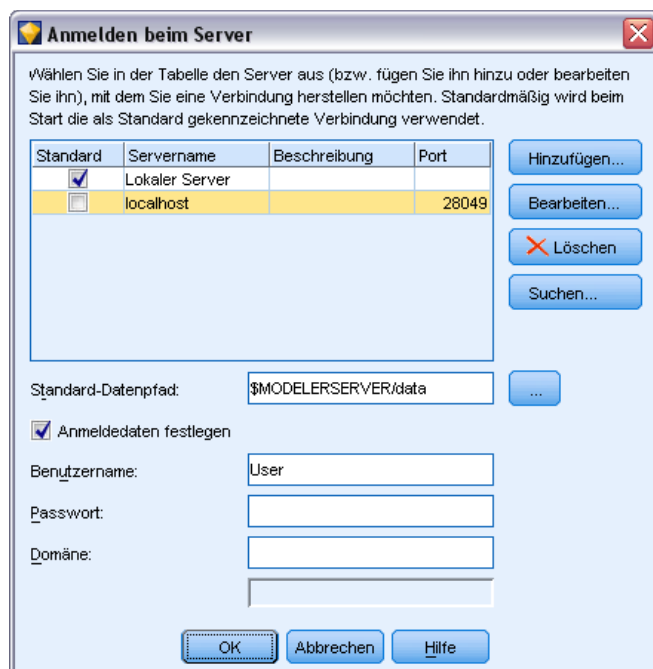 Anmelden beim Server
Wählen Sie in der Tabelle den Server aus (bzw. fügen Sie ihn hinzu oder bearbeiten
Sie ihn), mit dem Sie eine Verbindung herstellen möchten. Standardmäßig wird beim
Start die als Standard gekennzeichnete Verbindung verwendet.
Standard Servername Beschreibung Port
Lokaler Server
localhost 28049
Hinzufügen...
Bearbeiten...
Löschen
Suchen...
Standard-Datenpfad: $MODELERSERVER/data ...
Anmeldedaten festlegen
Benutzername: User
Passwort:
Domäne:
OK Abbrechen Hilfe